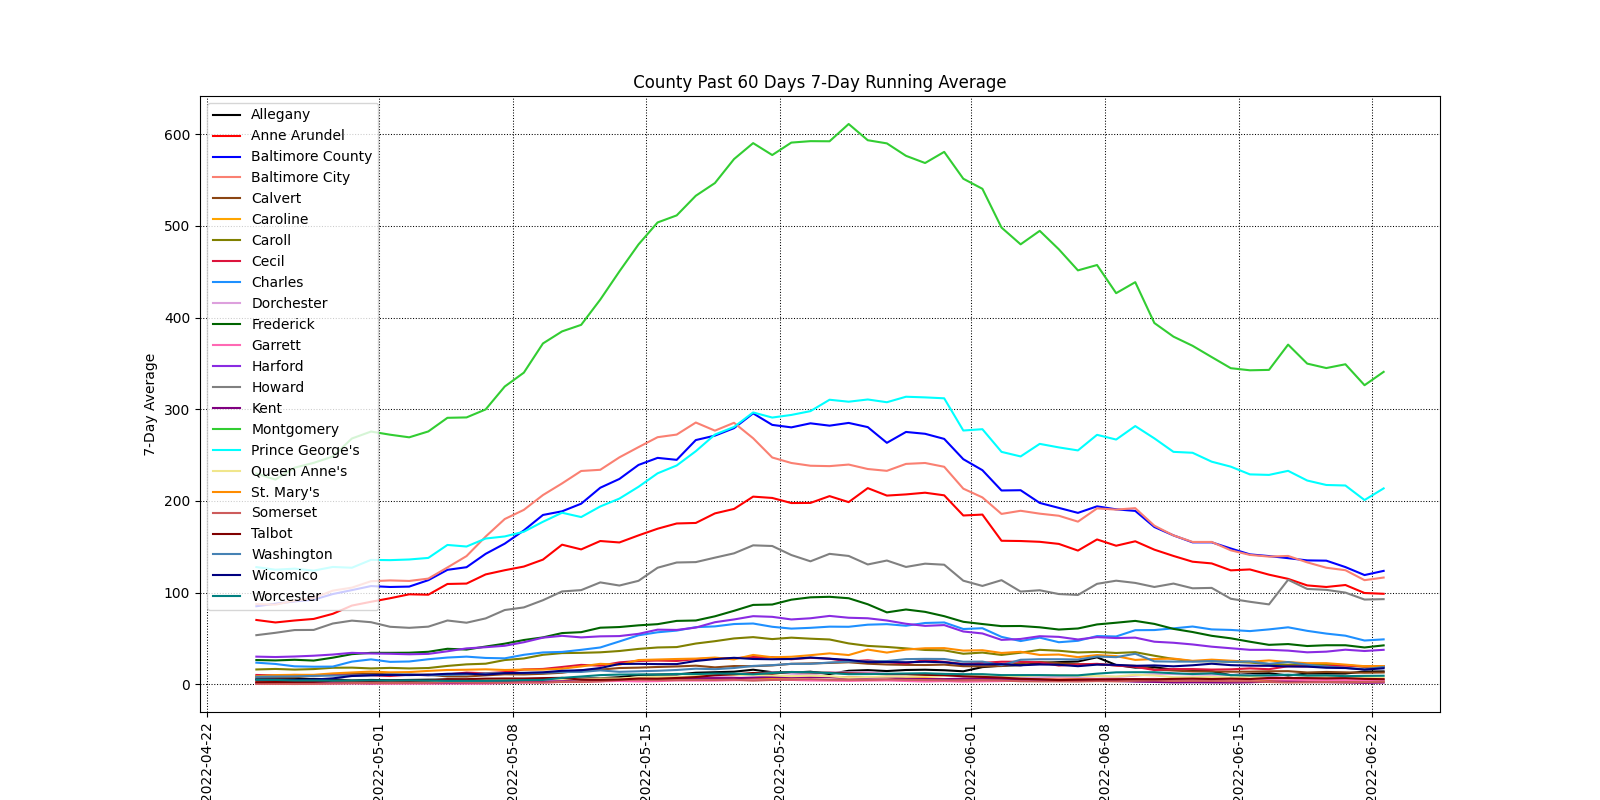 County Past 60 Days 7-Day Running Average
7-Day Average
600
500
400
300
200
100
0
Allegany
Anne Arundel
Baltimore County
Baltimore City
Calvert
Caroline
Caroll
Cecil
Charles
Dorchester
Frederick
Garrett
Harford
Howard
Kent
Montgomery
Prince George's
Queen Anne's
St. Mary's
Somerset
Talbot
Washington
Wicomico
Worcester
2022-04-22
2022-05-01
2022-05-08
2022-05-15
2022-05-22
2022-06-01
2022-06-08
2022-06-15
2022-06-22